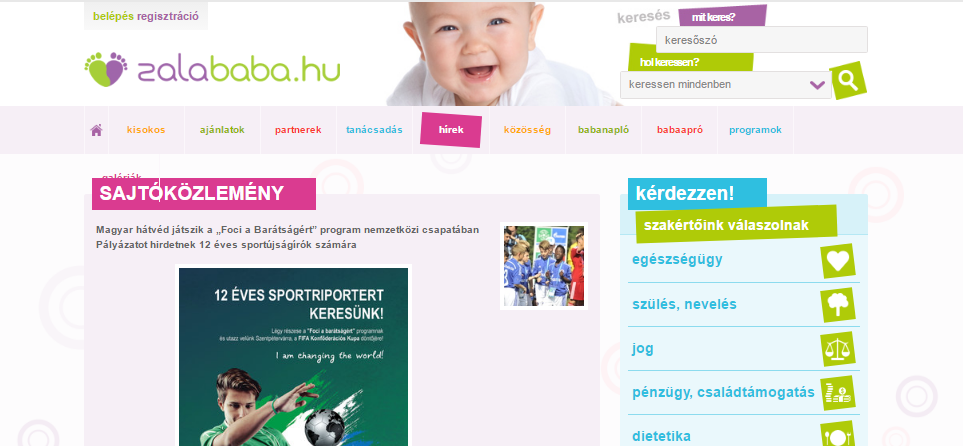 belépés regisztráció
keresés
mit keres?
keresőszó
hol keressen?
keressen mindenben
zalababa.hu
kisokos
ajánlatok
partnerek
tanácsadás
hírek
közösség
babanapló
babaapró
programok
galériák
SAJTÓKÖZLEMÉNY
Magyar hátvéd játszik a „Foci a Barátságért” program nemzetközi csapatában
Pályázatot hirdetnek 12 éves sportújságírók számára
12 ÉVES SPORTRIPORTERT
KERESÜNK!
Légy részese a "Foci a barátságért" programnak
és utazz velünk Szentpétervárra, a FIFA Konföderációs Kupa döntőjére!
I am changing the world!
kérdezzen!
szakértőink válaszolnak
egészségügy
szülés, nevelés
jog
pénzügy, családtámogatás
dietetika